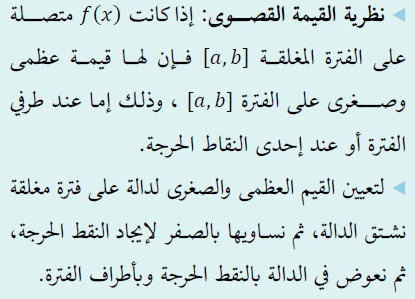 ◄ نظرية القيمة القصوى: إذا كانت f(x) متصلة
على الفترة المغلقة [a,b] فإن لها قيمة عظمى
وصغرى على الفترة [a,b] ، وذلك إما عند طرفي
الفترة أو عند إحدى النقاط الحرجة.
◄ لتعيين القيم العظمى والصغرى لدالة على فترة مغلقة
نشتق الدالة، ثم نساويها بالصفر لإيجاد النقط الحرجة،
ثم نعوض في الدالة بالنقط الحرجة وبأطراف الفترة.